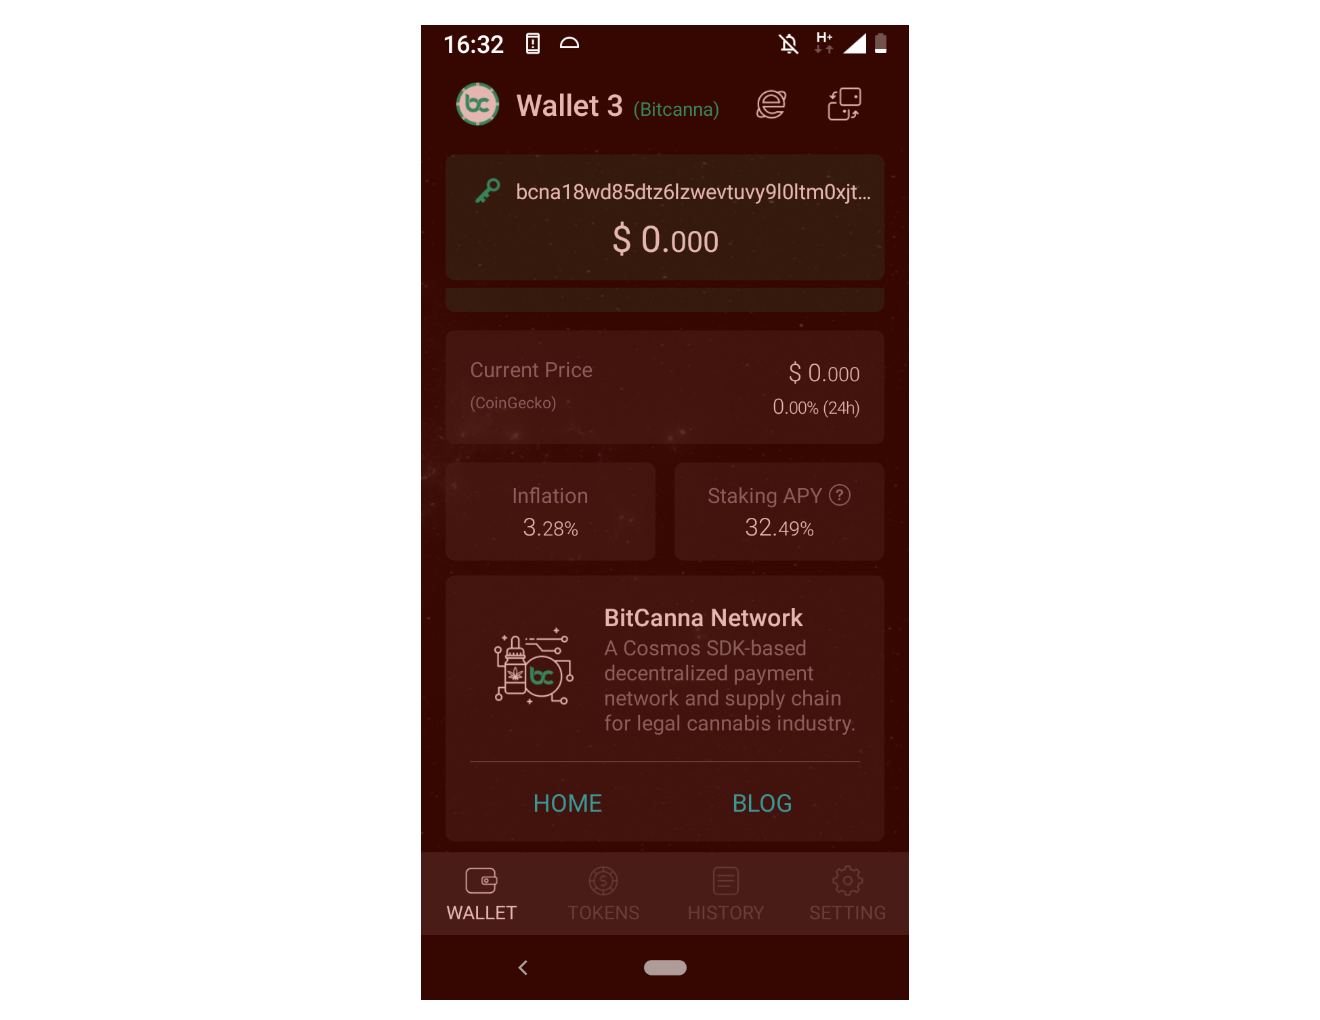 16:32 H+
bc Wallet 3 (Bitcanna)
bcna18wd85dtz6lzwevtuvy9l0ltm0xjt...
$ 0.000
Current Price $ 0.000
(CoinGecko) 0.00% (24h)
Inflation Staking APY ?
3.28% 32.49%
BitCanna Network
A Cosmos SDK-based
decentralized payment
network and supply chain
for legal cannabis industry.
bc
HOME BLOG
WALLET TOKENS HISTORY SETTING